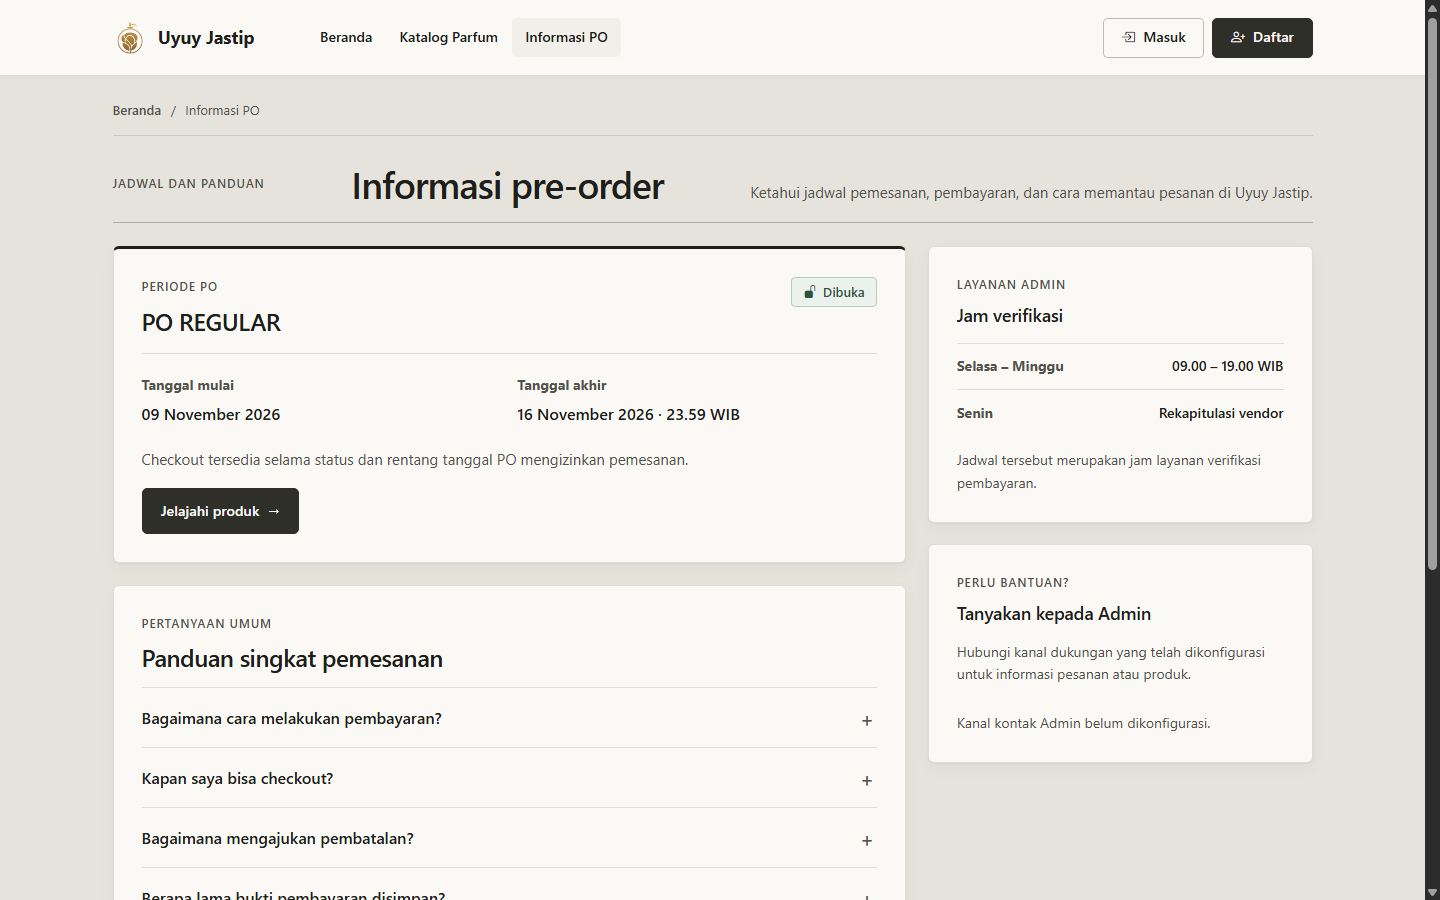 Uyuy Jastip
Beranda
Katalog Parfum
Informasi PO
Masuk
Daftar
Beranda / Informasi PO
JADWAL DAN PANDUAN
Informasi pre-order
Ketahui jadwal pemesanan, pembayaran, dan cara memantau pesanan di Uyuy Jastip.
PERIODE PO
Dibuka
PO REGULAR
Tanggal mulai
09 November 2026
Tanggal akhir
16 November 2026 · 23.59 WIB
Checkout tersedia selama status dan rentang tanggal PO mengizinkan pemesanan.
Jelajahi produk →
PERTANYAAN UMUM
Panduan singkat pemesanan
Bagaimana cara melakukan pembayaran? +
Kapan saya bisa checkout? +
Bagaimana mengajukan pembatalan? +
Berapa lama bukti pembayaran disimpan?
LAYANAN ADMIN
Jam verifikasi
Selasa – Minggu 09.00 – 19.00 WIB
Senin Rekapitulasi vendor
Jadwal tersebut merupakan jam layanan verifikasi
pembayaran.
PERLU BANTUAN?
Tanyakan kepada Admin
Hubungi kanal dukungan yang telah dikonfigurasi
untuk informasi pesanan atau produk.
Kanal kontak Admin belum dikonfigurasi.